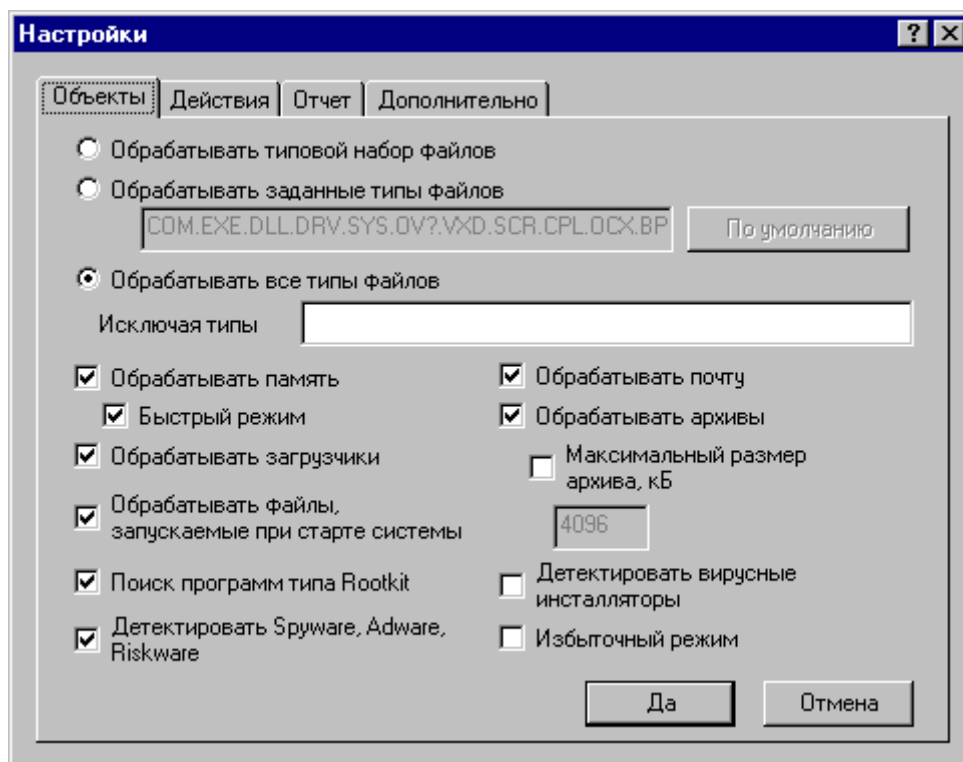 Настройки
Объекты Действия Отчет Дополнительно
Обрабатывать типовой набор файлов
Обрабатывать заданные типы файлов
COM.EXE.DLL.DRV.SYS.OV?.VXD.SCR.CPL.OCX.BP По умолчанию
Обрабатывать все типы файлов
Исключая типы
Обрабатывать память
Быстрый режим
Обрабатывать загрузчики
Обрабатывать файлы,
запускаемые при старте системы
Поиск программ типа Rootkit
Детектировать Spyware, Adware,
Riskware
Обрабатывать почту
Обрабатывать архивы
Максимальный размер
архива, кБ
4096
Детектировать вирусные
инсталляторы
Избыточный режим
Да Отмена